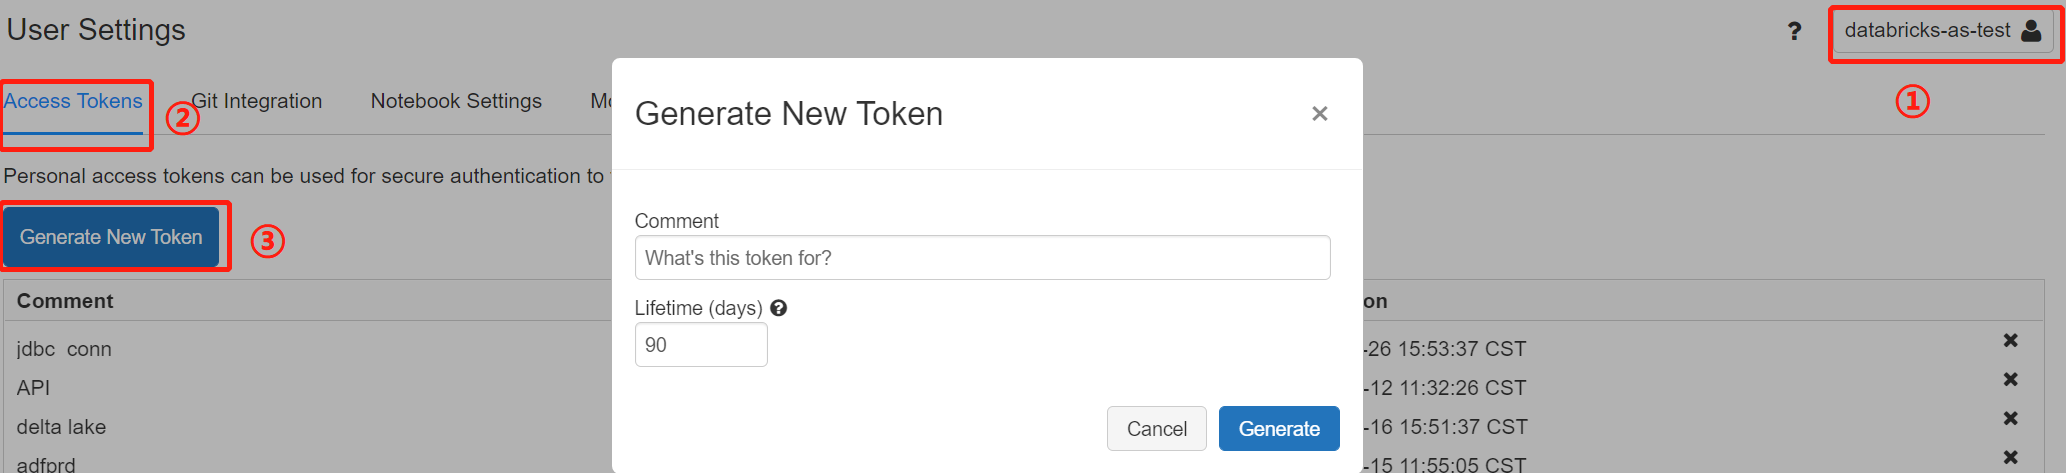 User Settings
? databricks-as-test
Access Tokens ② Git Integration Notebook Settings
①
Personal access tokens can be used for secure authentication to
Generate New Token ③
Generate New Token ×
Comment
What's this token for?
Lifetime (days) ?
90
Cancel Generate
Comment on
jdbc conn -26 15:53:37 CST
API -12 11:32:26 CST
delta lake -16 15:51:37 CST
adfprd -15 11:55:05 CST